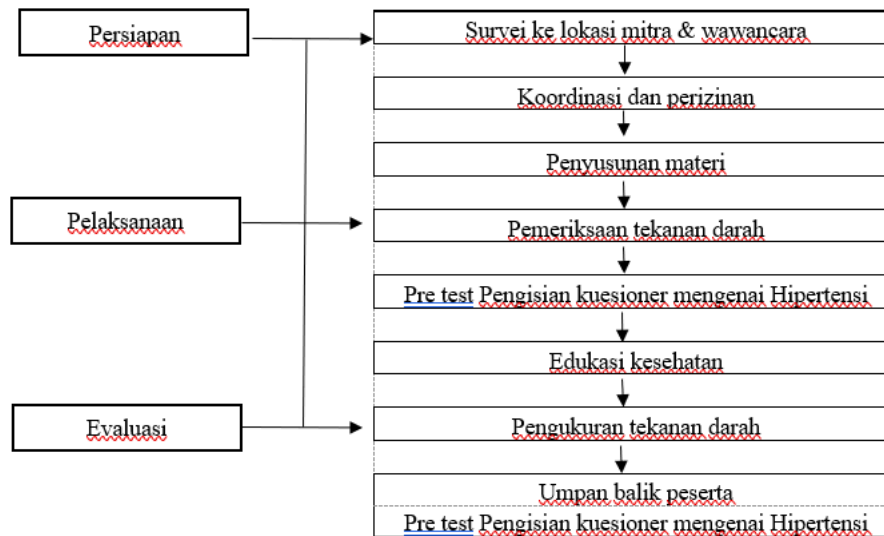 Persiapan
Survei ke lokasi mitra & wawancara
Koordinasi dan perizinan
Penyusunan materi
Pelaksanaan
Pemeriksaan tekanan darah
Pre test Pengisian kuesioner mengenai Hipertensi
Edukasi kesehatan
Evaluasi
Pengukuran tekanan darah
Umpan balik peserta
Pre test Pengisian kuesioner mengenai Hipertensi